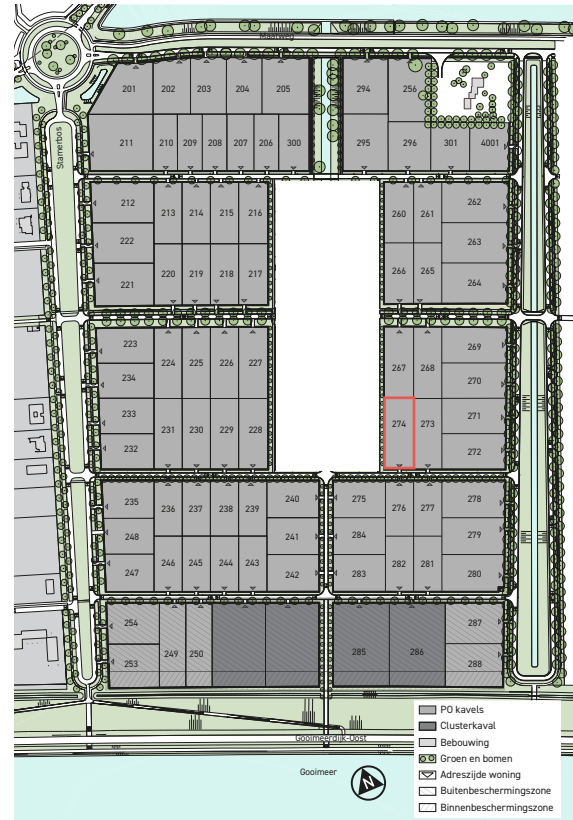 Maatweg
Stamerbos
201 202 203 204 205 294 256
211 210 209 208 207 206 300 295 296 301 4001
212 213 214 215 216 260 261 262
222 263
221 220 219 218 217 266 265 264
223 224 225 226 227 267 268 269
234 270
233 231 230 229 228 274 273 271
232 272
235 236 237 238 239 240 275 276 277 278
248 241 284 279
247 246 245 244 243 242 283 282 281 280
254 249 250 285 286 287
253 288
Gooimeerdijk-Oost
Gooimeer
N
PO kavels
Clusterkaval
Bebouwing
Groen en bomen
Adreszijde woning
Buitenbeschermingszone
Binnenbeschermingszone